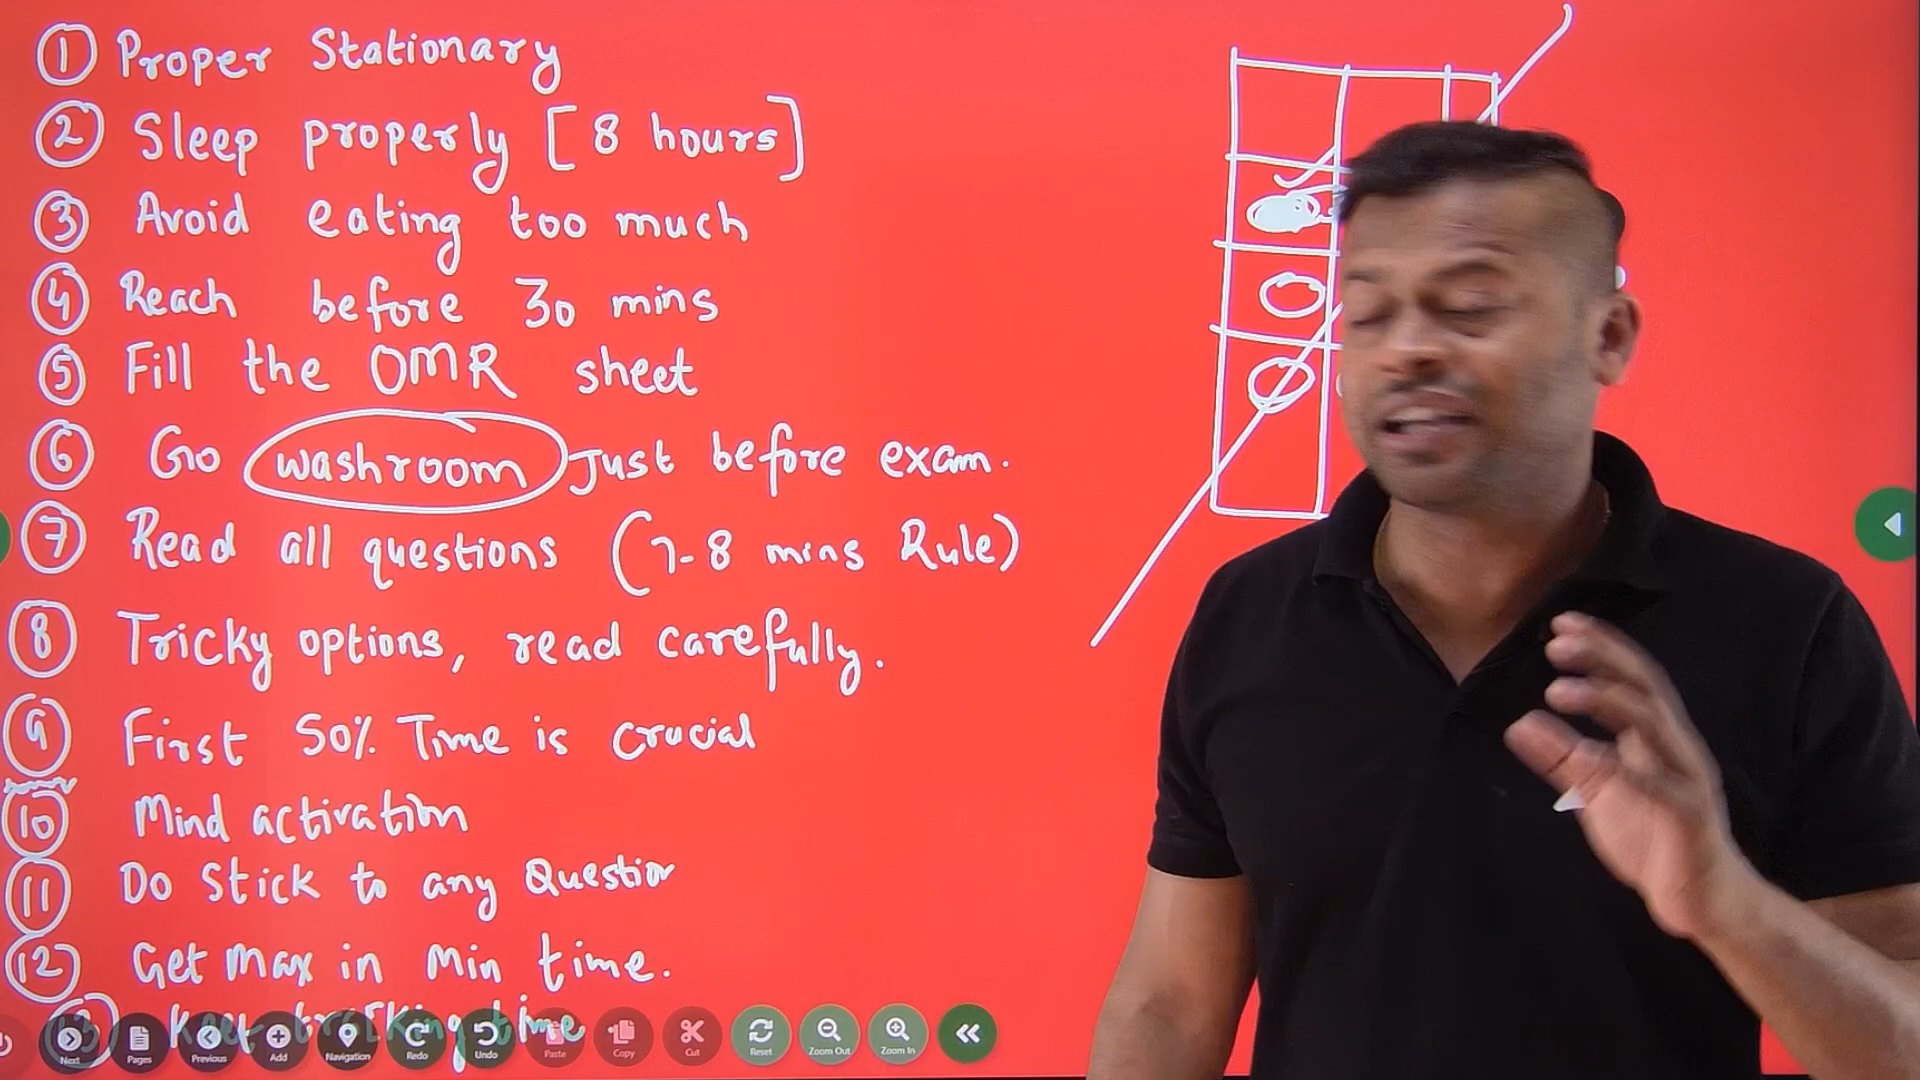 ① Proper Stationary
② Sleep properly [8 hours]
③ Avoid eating too much
④ Reach before 30 mins
⑤ Fill the OMR sheet
⑥ Go washroom Just before exam.
⑦ Read all questions (7-8 mins Rule)
⑧ Tricky options, read carefully.
⑨ First 50% Time is crucial
⑩ Mind activation
⑪ Do Stick to any Question
⑫ Get max in Min time.
⑬ Keep tracking time
Next Pages Previous Add Navigation Redo Undo Paste Copy Cut Reset Zoom Out Zoom In